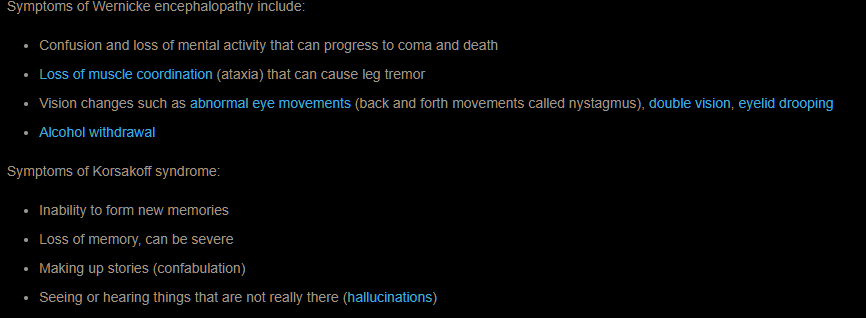 Symptoms of Wernicke encephalopathy include:
Confusion and loss of mental activity that can progress to coma and death
Loss of muscle coordination (ataxia) that can cause leg tremor
Vision changes such as abnormal eye movements (back and forth movements called nystagmus), double vision, eyelid drooping
Alcohol withdrawal
Symptoms of Korsakoff syndrome:
Inability to form new memories
Loss of memory, can be severe
Making up stories (confabulation)
Seeing or hearing things that are not really there (hallucinations)